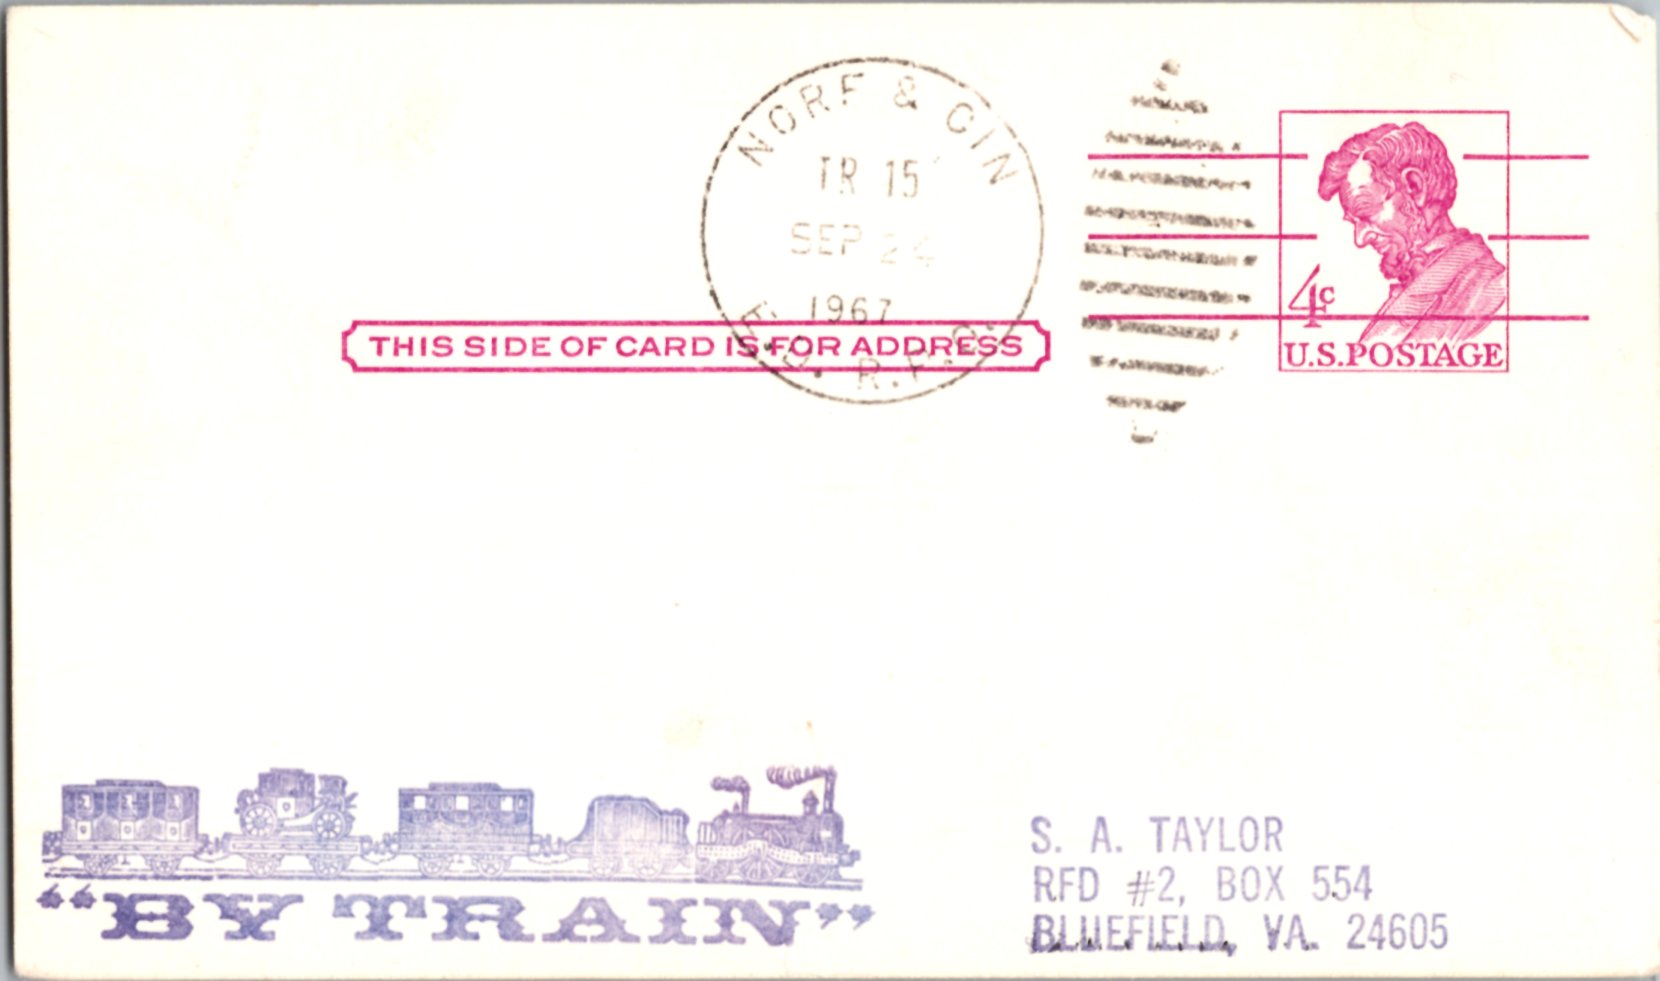 NORF & CIN
TR 15
SEP 24
1967
R.P.O.
THIS SIDE OF CARD IS FOR ADDRESS
4c
U.S.POSTAGE
S. A. TAYLOR
RFD #2, BOX 554
BLUEFIELD, VA. 24605
“BY TRAIN”